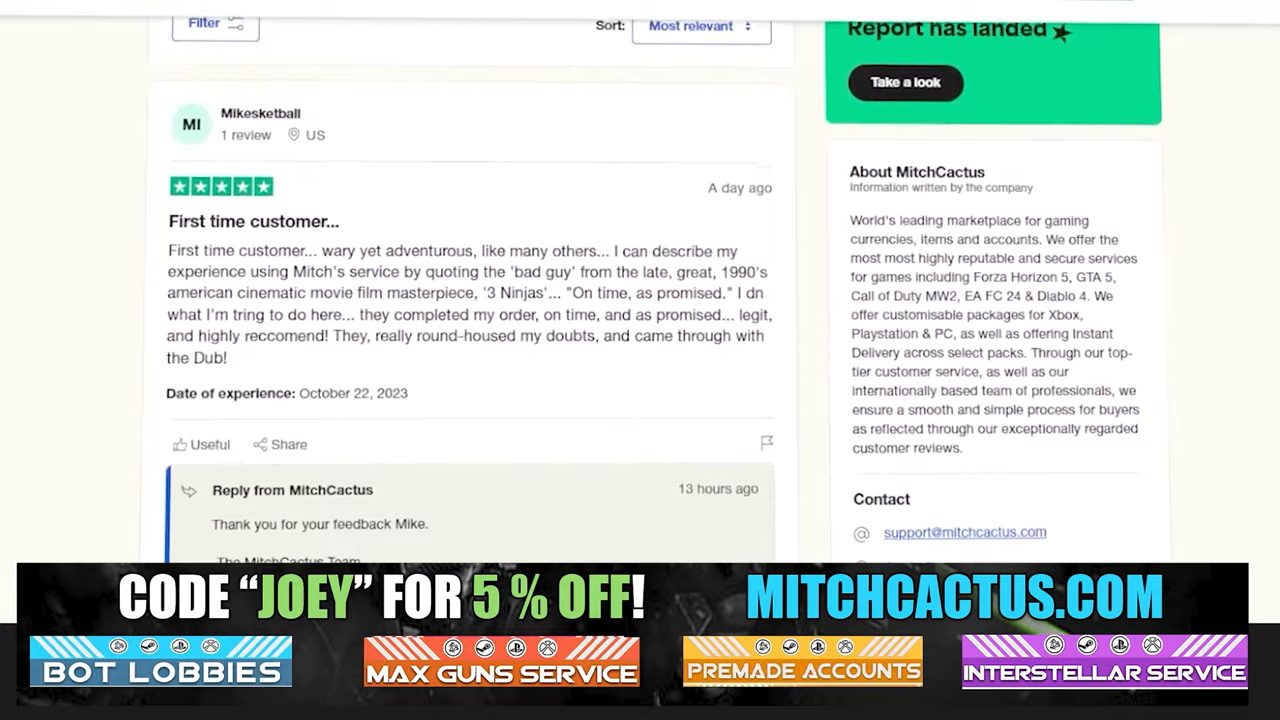 Filter
Sort:
Most relevant
MI
Mikesketball
1 review
US
A day ago
First time customer...
First time customer... wary yet adventurous, like many others... I can describe my
experience using Mitch's service by quoting the 'bad guy' from the late, great, 1990's
american cinematic movie film masterpiece, '3 Ninjas'... "On time, as promised." I dn
what I'm tring to do here... they completed my order, on time, and as promised... legit,
and highly reccomend! They, really round-housed my doubts, and came through with
the Dub!
Date of experience: October 22, 2023
Useful
Share
Reply from MitchCactus
13 hours ago
Thank you for your feedback Mike.
The MitchCactus Team
Report has landed
Take a look
About MitchCactus
Information written by the company
World's leading marketplace for gaming
currencies, items and accounts. We offer the
most most highly reputable and secure services
for games including Forza Horizon 5, GTA 5,
Call of Duty MW2, EA FC 24 & Diablo 4. We
offer customisable packages for Xbox,
Playstation & PC, as well as offering Instant
Delivery across select packs. Through our top-
tier customer service, as well as our
internationally based team of professionals, we
ensure a smooth and simple process for buyers
as reflected through our exceptionally regarded
customer reviews.
Contact
support@mitchcactus.com
CODE “JOEY” FOR 5 % OFF!
MITCHCACTUS.COM
BOT LOBBIES
MAX GUNS SERVICE
PREMADE ACCOUNTS
INTERSTELLAR SERVICE